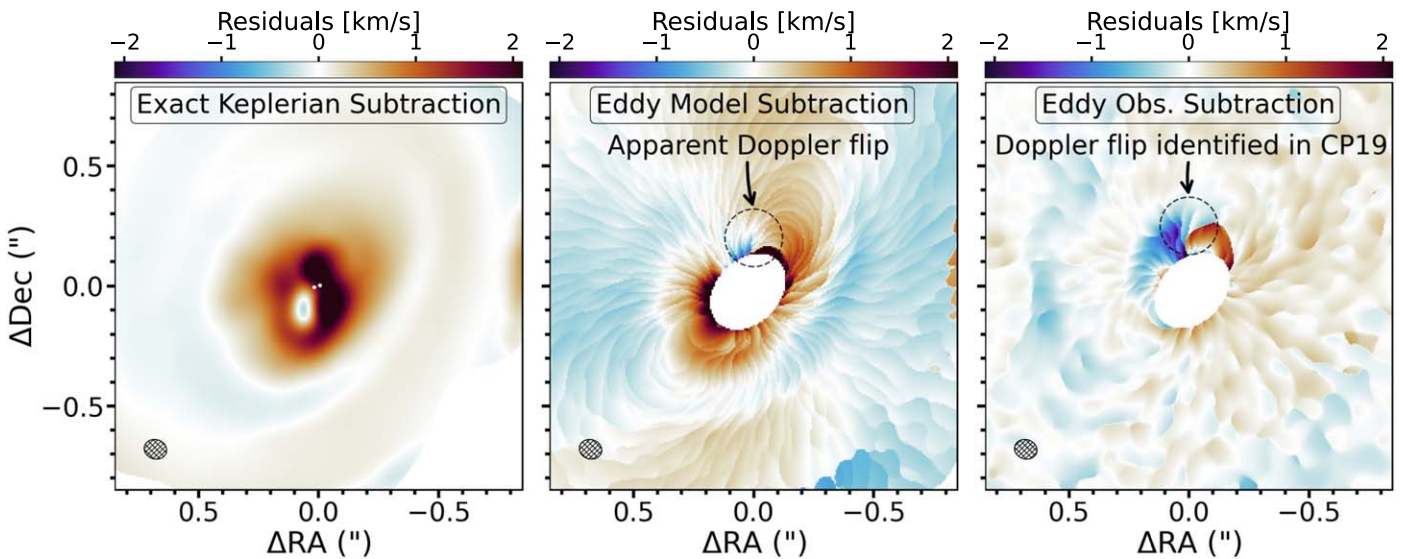 Residuals [km/s]
−2 −1 0 1 2
Exact Keplerian Subtraction
0.5
0.0
−0.5
ΔDec (")
0.5 0.0 −0.5
ΔRA (")
Residuals [km/s]
−2 −1 0 1 2
Eddy Model Subtraction
Apparent Doppler flip
0.5 0.0 −0.5
ΔRA (")
Residuals [km/s]
−2 −1 0 1 2
Eddy Obs. Subtraction
Doppler flip identified in CP19
0.5 0.0 −0.5
ΔRA (")